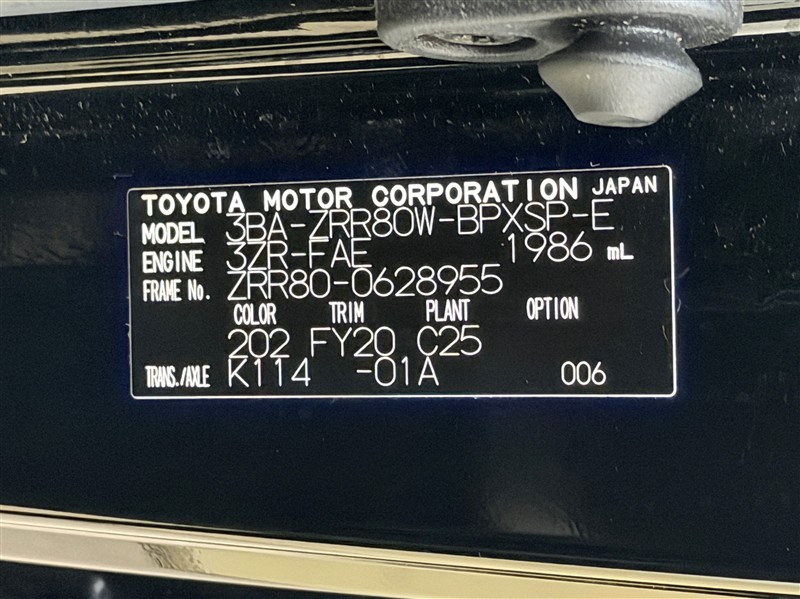 TOYOTA MOTOR CORPORATION JAPAN
MODEL 3BA-ZRR80W-BPXSP-E
ENGINE 3ZR-FAE 1986 mL
FRAME No. ZRR80-0628955
COLOR TRIM PLANT OPTION
202 FY20 C25
TRANS./AXLE K114 -01A 006